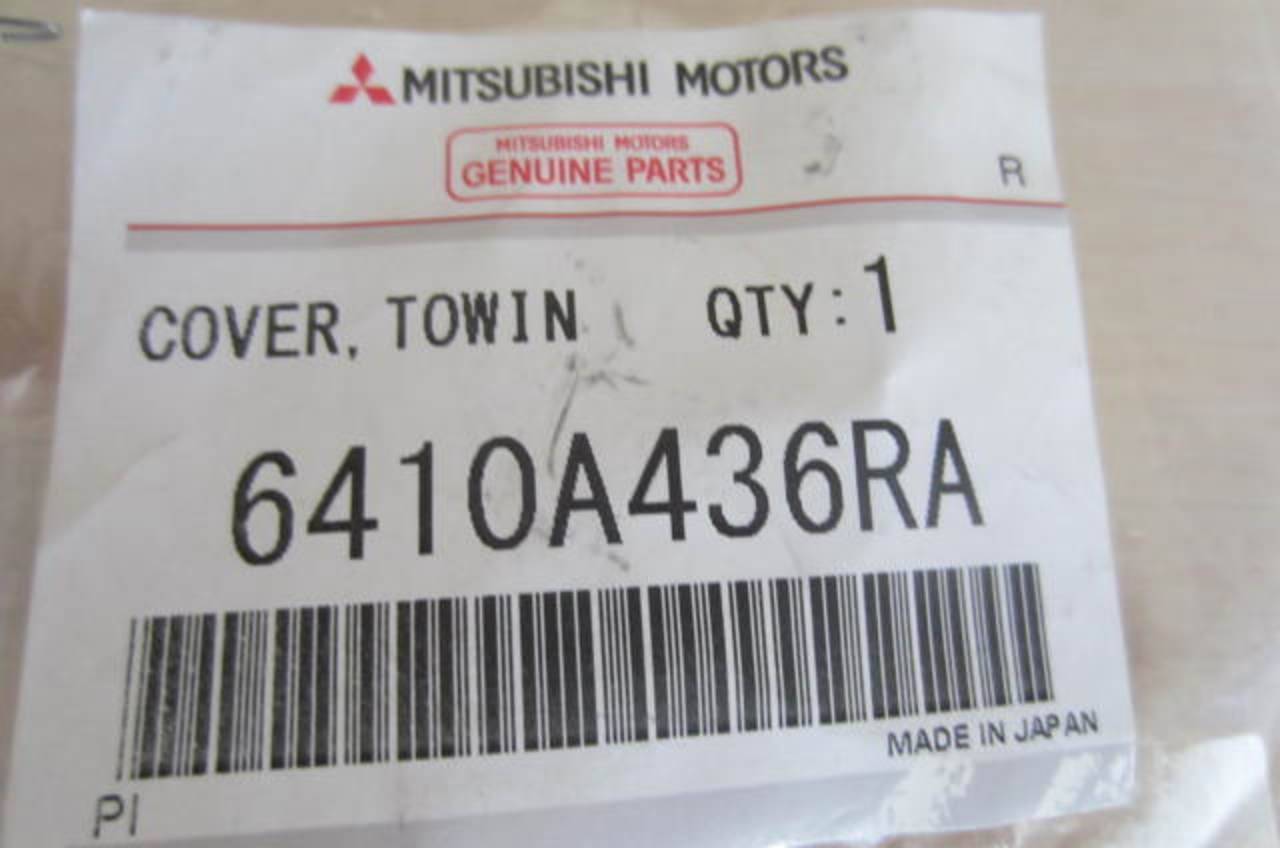 MITSUBISHI MOTORS
MITSUBISHI MOTORS
GENUINE PARTS
R
COVER, TOWIN QTY:1
6410A436RA
MADE IN JAPAN
PI